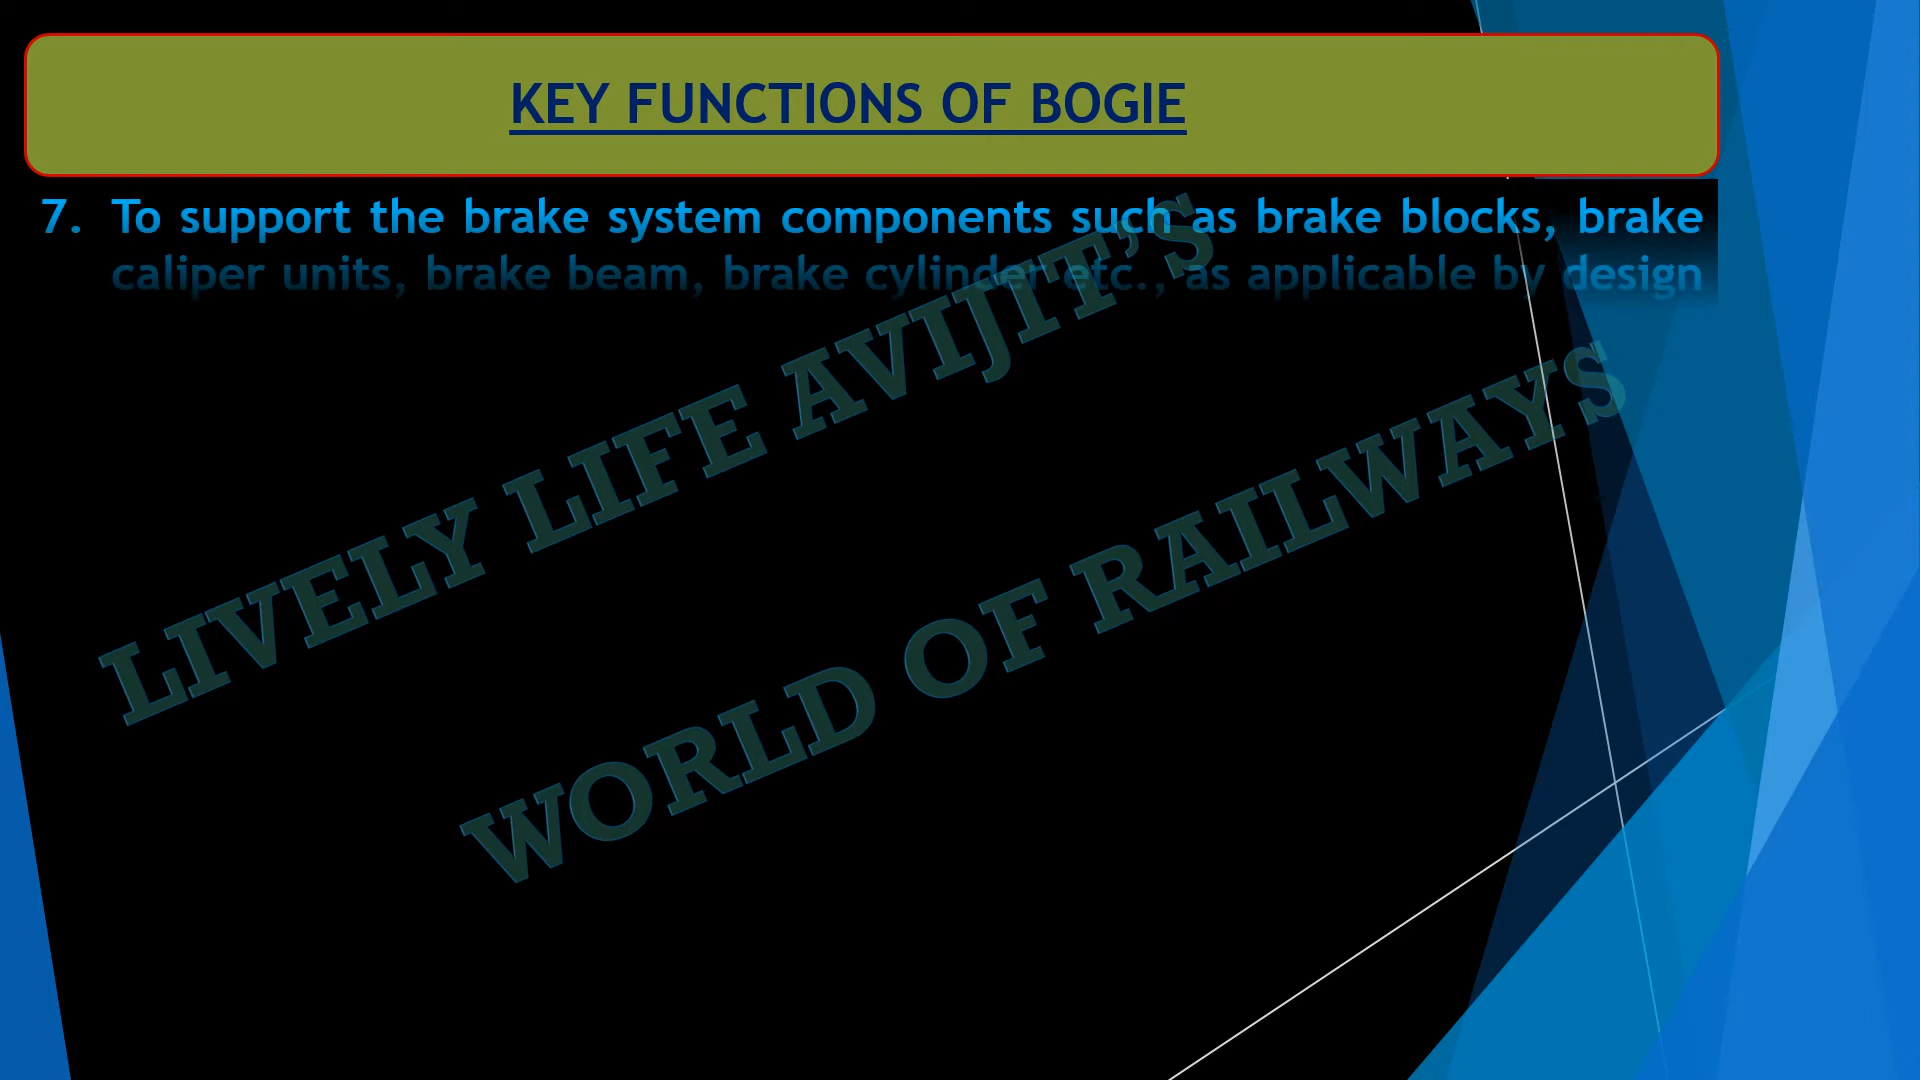 KEY FUNCTIONS OF BOGIE
7. To support the brake system components such as brake blocks, brake
caliper units, brake beam, brake cylinder etc., as applicable by design
LIVELY LIFE AVIJIT’S
WORLD OF RAILWAYS